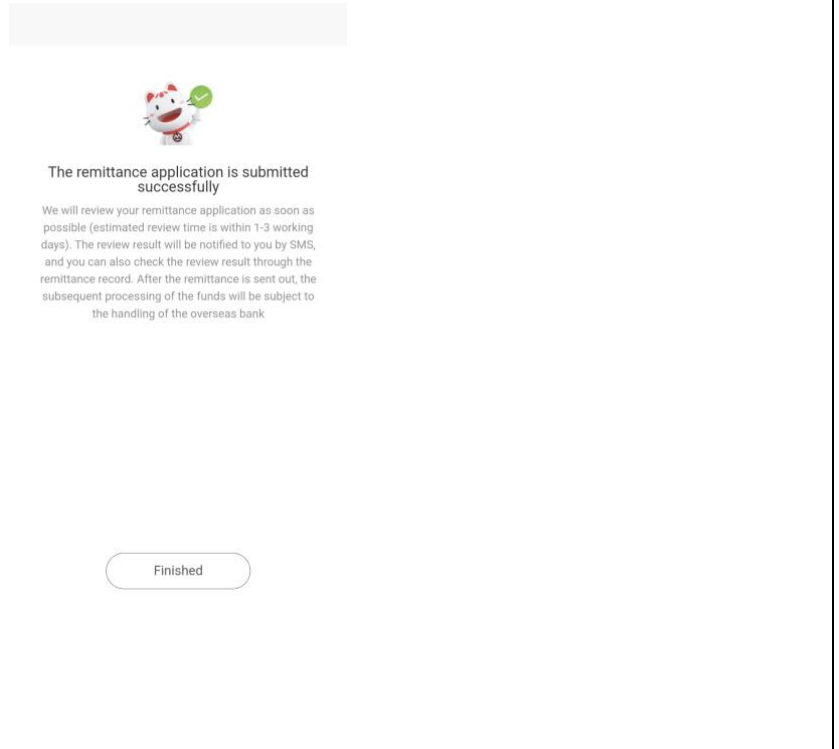 The remittance application is submitted
successfully
We will review your remittance application as soon as
possible (estimated review time is within 1-3 working
days). The review result will be notified to you by SMS,
and you can also check the review result through the
remittance record. After the remittance is sent out, the
subsequent processing of the funds will be subject to
the handling of the overseas bank
Finished